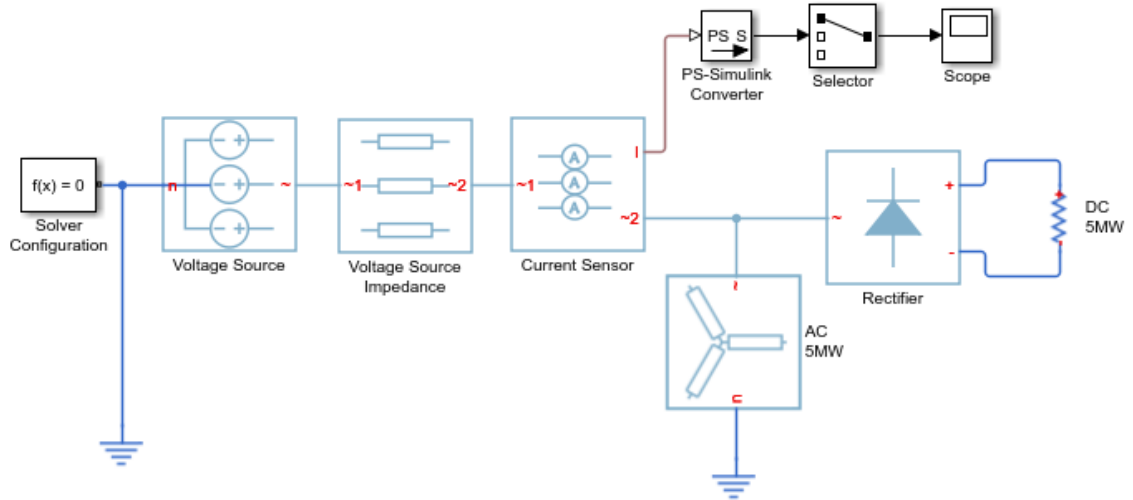 PS S
PS-Simulink
Converter
Selector
Scope
f(x) = 0
Solver
Configuration
n
~
Voltage Source
~1
~2
Voltage Source
Impedance
~1
A
A
A
I
~2
Current Sensor
~
+
-
Rectifier
+
-
DC
5MW
~
n
AC
5MW